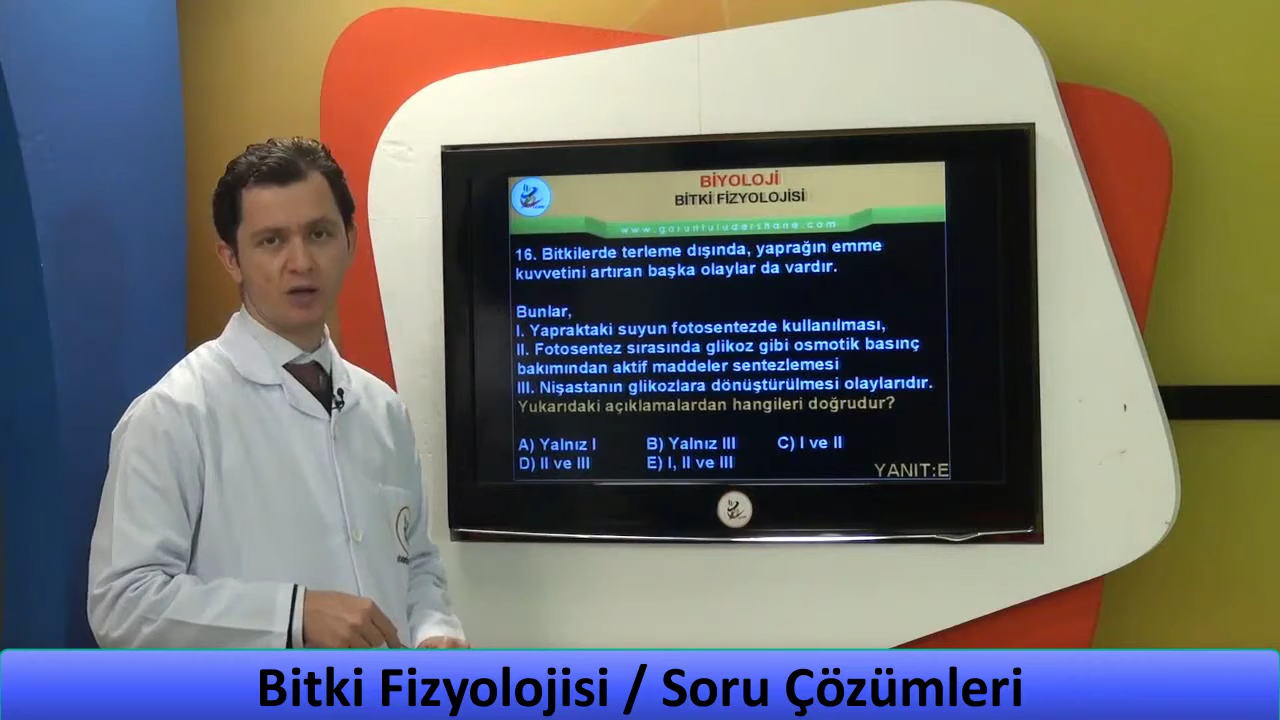 BİYOLOJİ
BİTKİ FİZYOLOJİSİ
www.goruntuludershane.com
16. Bitkilerde terleme dışında, yaprağın emme
kuvvetini artıran başka olaylar da vardır.
Bunlar,
I. Yapraktaki suyun fotosentezde kullanılması,
II. Fotosentez sırasında glikoz gibi osmotik basınç
bakımından aktif maddeler sentezlemesi
III. Nişastanın glikozlara dönüştürülmesi olaylarıdır.
Yukarıdaki açıklamalardan hangileri doğrudur?
A) Yalnız I B) Yalnız III C) I ve II
D) II ve III E) I, II ve III
YANIT:E
Bitki Fizyolojisi / Soru Çözümleri